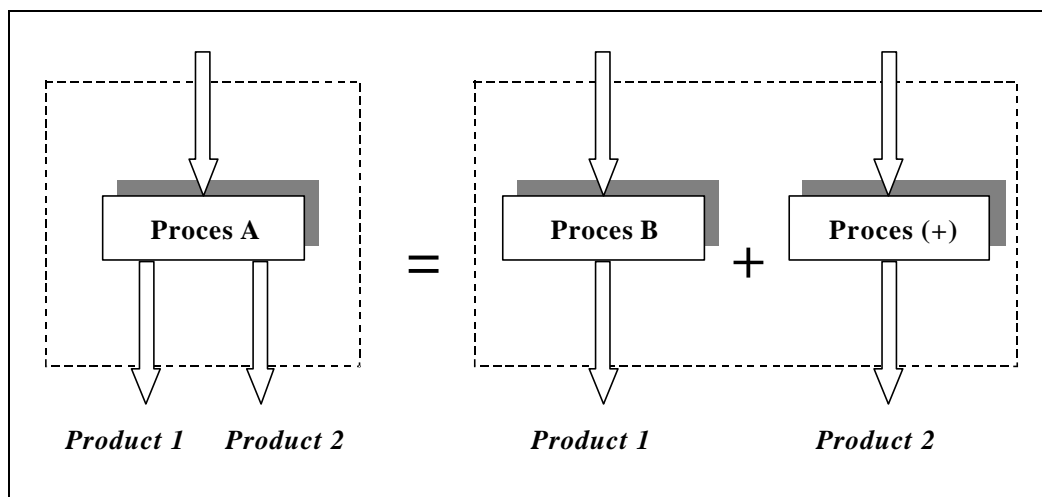 Proces A
Proces B
Proces (+)
=
+
Product 1
Product 2
Product 1
Product 2